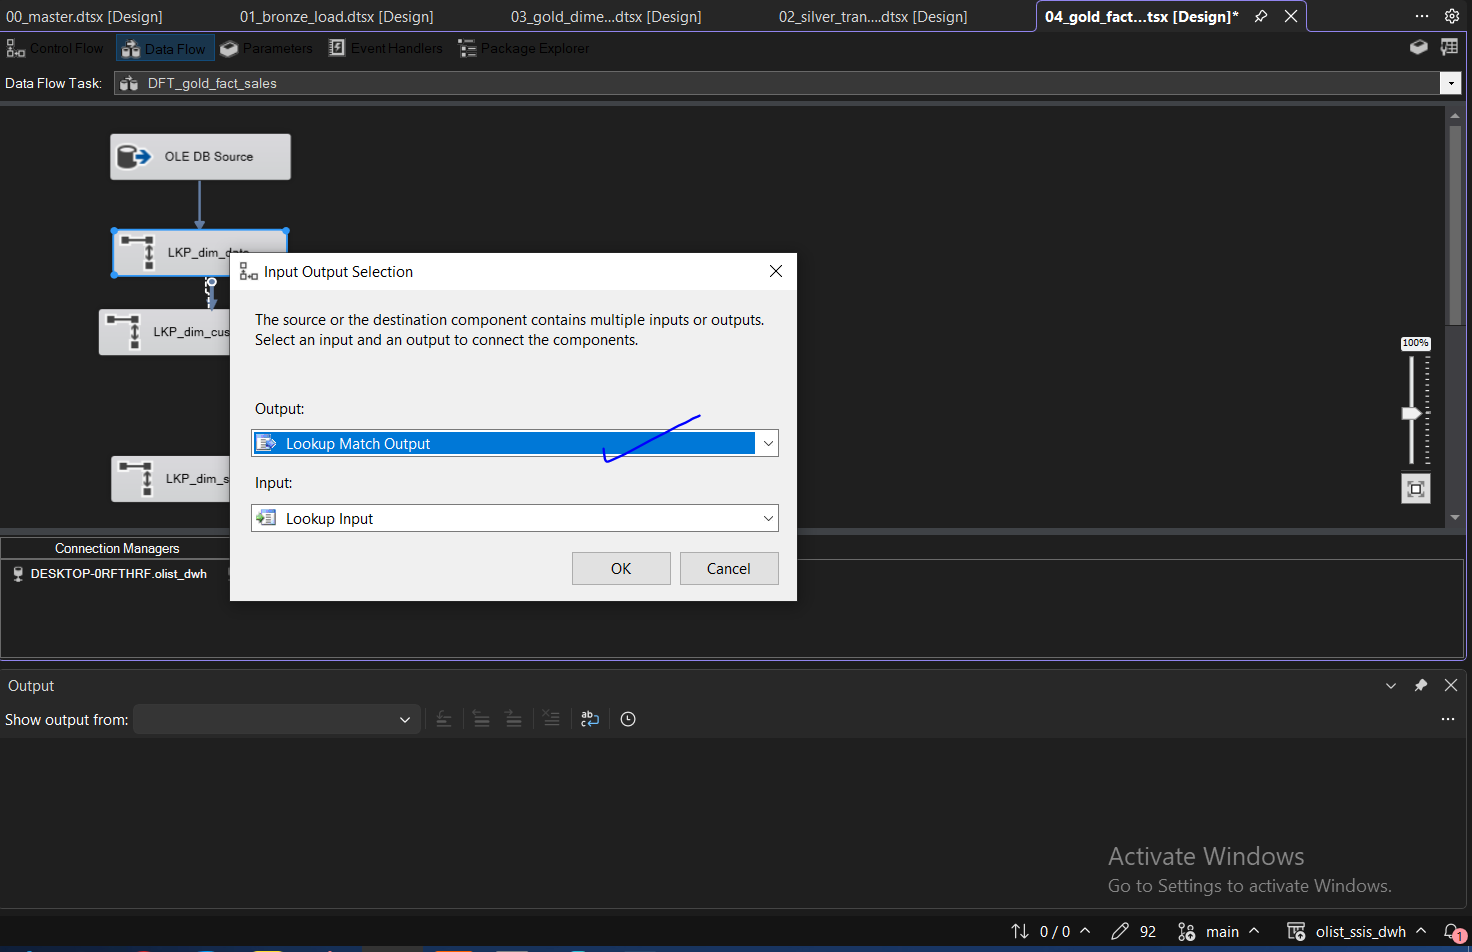 00_master.dtsx [Design] 01_bronze_load.dtsx [Design] 03_gold_dime...dtsx [Design] 02_silver_tran....dtsx [Design] 04_gold_fact...tsx [Design]*
Control Flow Data Flow Parameters Event Handlers Package Explorer
Data Flow Task: DFT_gold_fact_sales
OLE DB Source
LKP_dim_date
LKP_dim_cus
LKP_dim_s
Input Output Selection
The source or the destination component contains multiple inputs or outputs.
Select an input and an output to connect the components.
Output:
Lookup Match Output
Input:
Lookup Input
OK Cancel
100%
Connection Managers
DESKTOP-0RFTHRF.olist_dwh
Output
Show output from:
Activate Windows
Go to Settings to activate Windows.
0 / 0 92 main olist_ssis_dwh 1